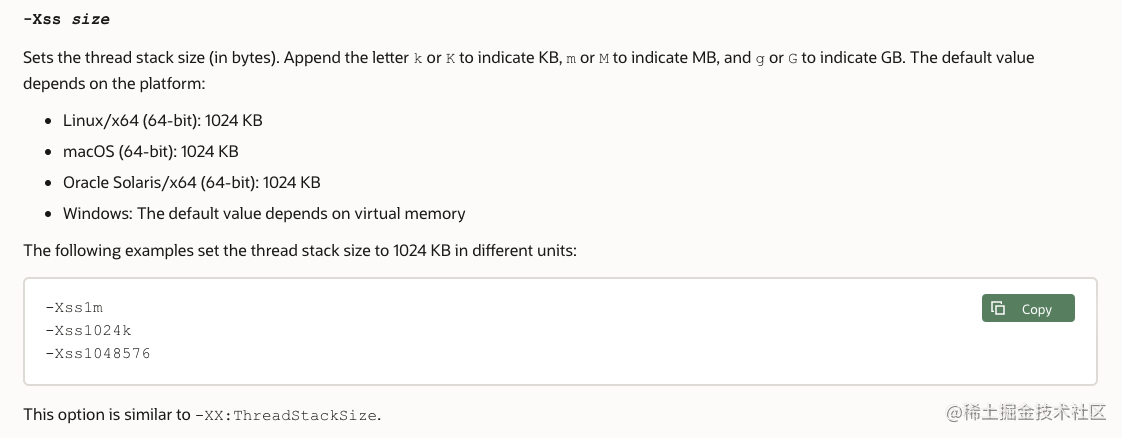 -Xss size
Sets the thread stack size (in bytes). Append the letter k or K to indicate KB, m or M to indicate MB, and g or G to indicate GB. The default value
depends on the platform:
• Linux/x64 (64-bit): 1024 KB
• macOS (64-bit): 1024 KB
• Oracle Solaris/x64 (64-bit): 1024 KB
• Windows: The default value depends on virtual memory
The following examples set the thread stack size to 1024 KB in different units:
-Xss1m
Copy
-Xss1024k
-Xss1048576
This option is similar to -XX:ThreadStackSize.
@稀土掘金技术社区